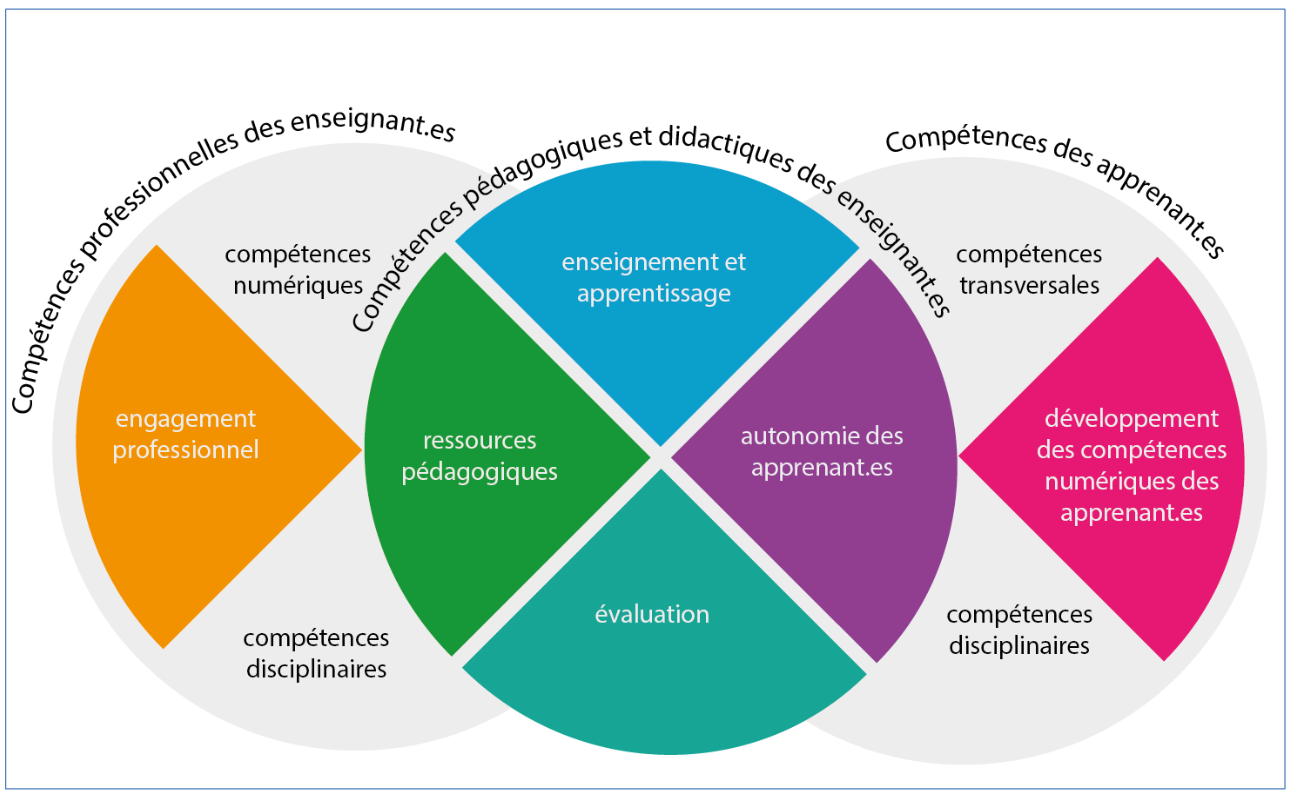 Compétences professionnelles des enseignant.es
Compétences pédagogiques et didactiques des enseignant.es
Compétences des apprenant.es
compétences
numériques
engagement
professionnel
compétences
disciplinaires
enseignement et
apprentissage
ressources
pédagogiques
autonomie des
apprenant.es
évaluation
compétences
transversales
développement
des compétences
numériques des
apprenant.es
compétences
disciplinaires